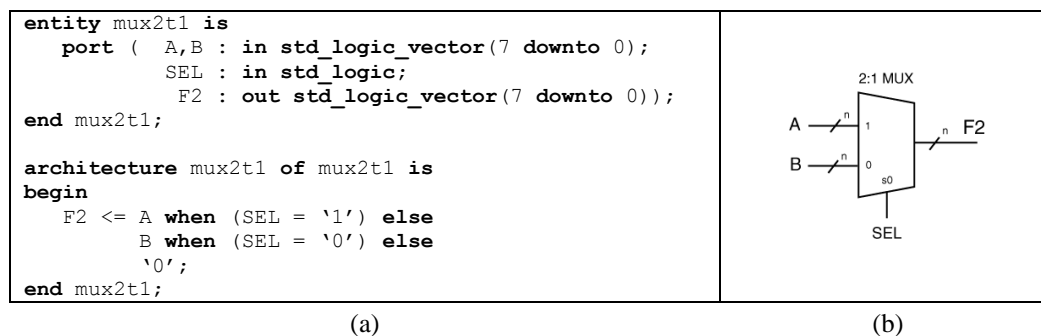 entity mux2t1 is
port ( A,B : in std_logic_vector(7 downto 0);
SEL : in std_logic;
F2 : out std_logic_vector(7 downto 0));
end mux2t1;
architecture mux2t1 of mux2t1 is
begin
F2 <= A when (SEL = ‘1’) else
B when (SEL = ‘0’) else
‘0’;
end mux2t1;
2:1 MUX
A n 1 n F2
B n 0
s0
SEL
(a) (b)